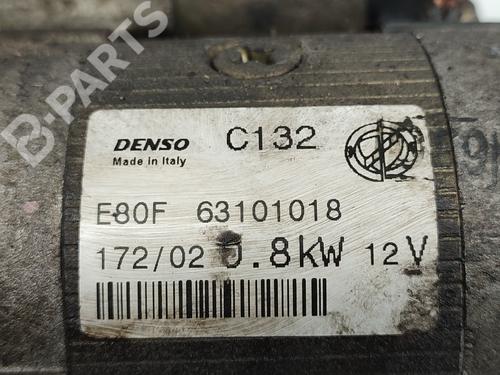 B-PARTS
DENSO C132
Made in Italy
E80F 63101018
172/02 0.8kW 12V